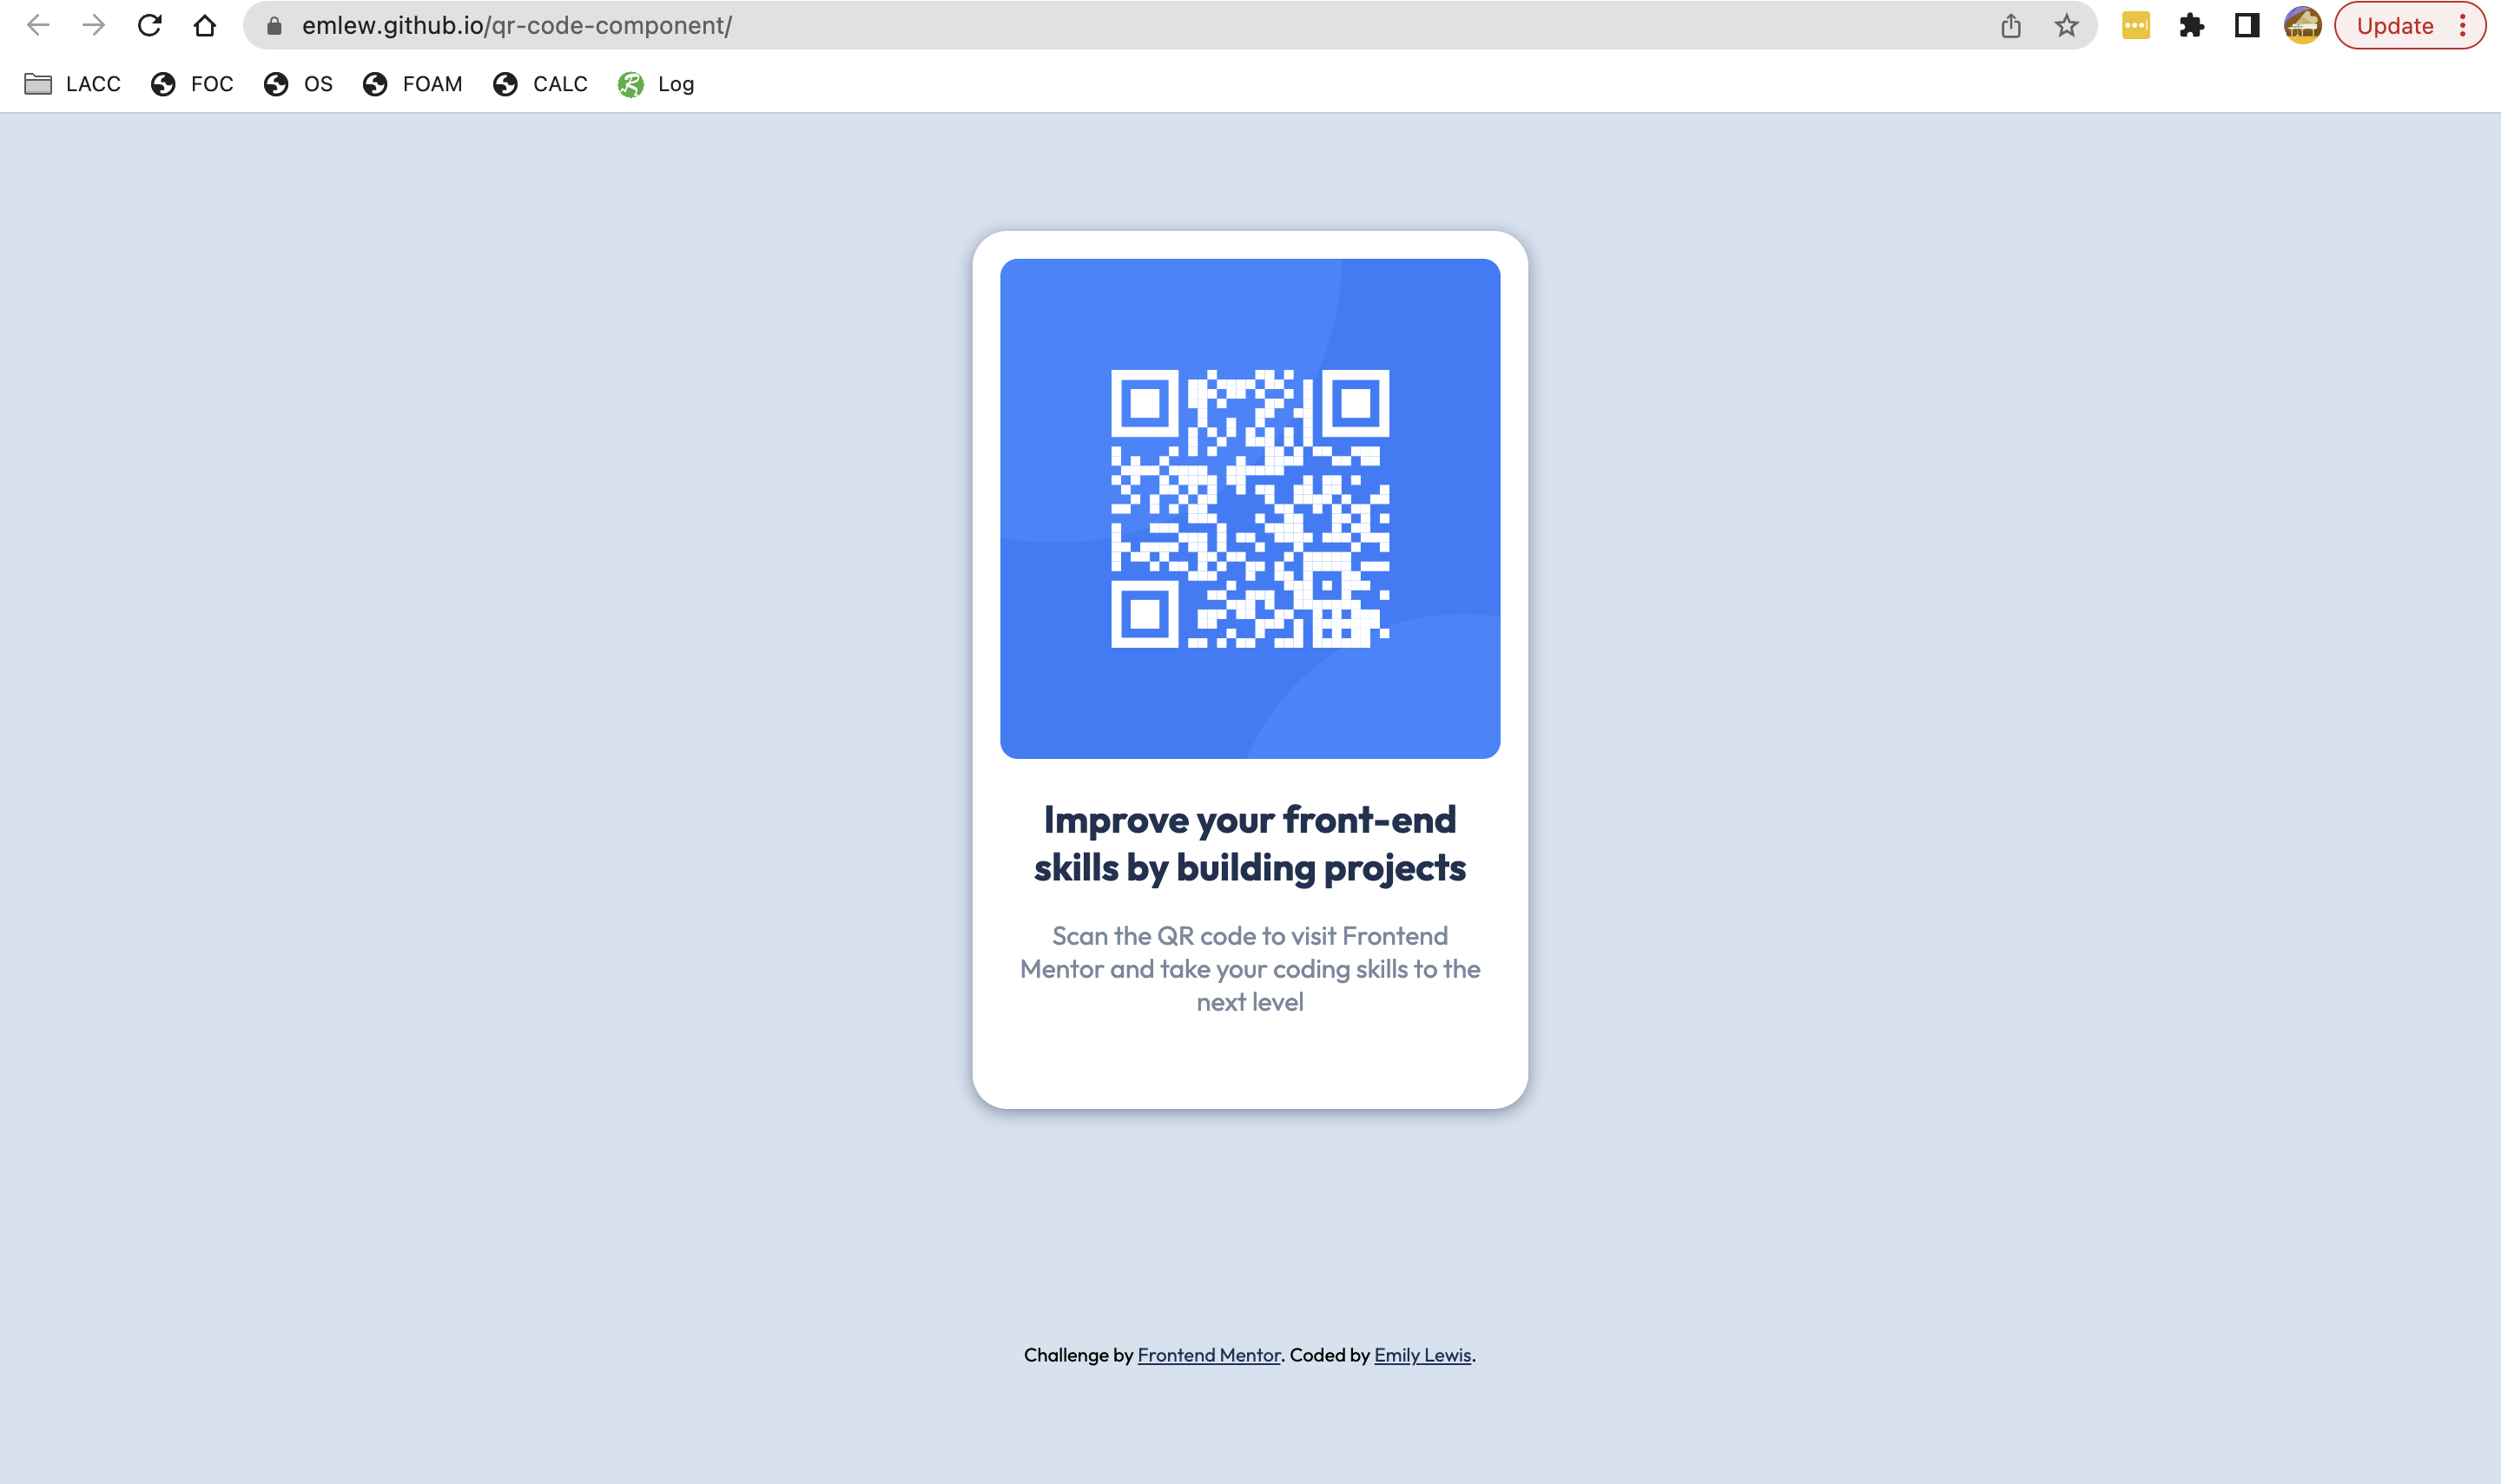 emlew.github.io/qr-code-component/
Update
LACC FOC OS FOAM CALC Log
Improve your front-end
skills by building projects
Scan the QR code to visit Frontend
Mentor and take your coding skills to the
next level
Challenge by Frontend Mentor. Coded by Emily Lewis.